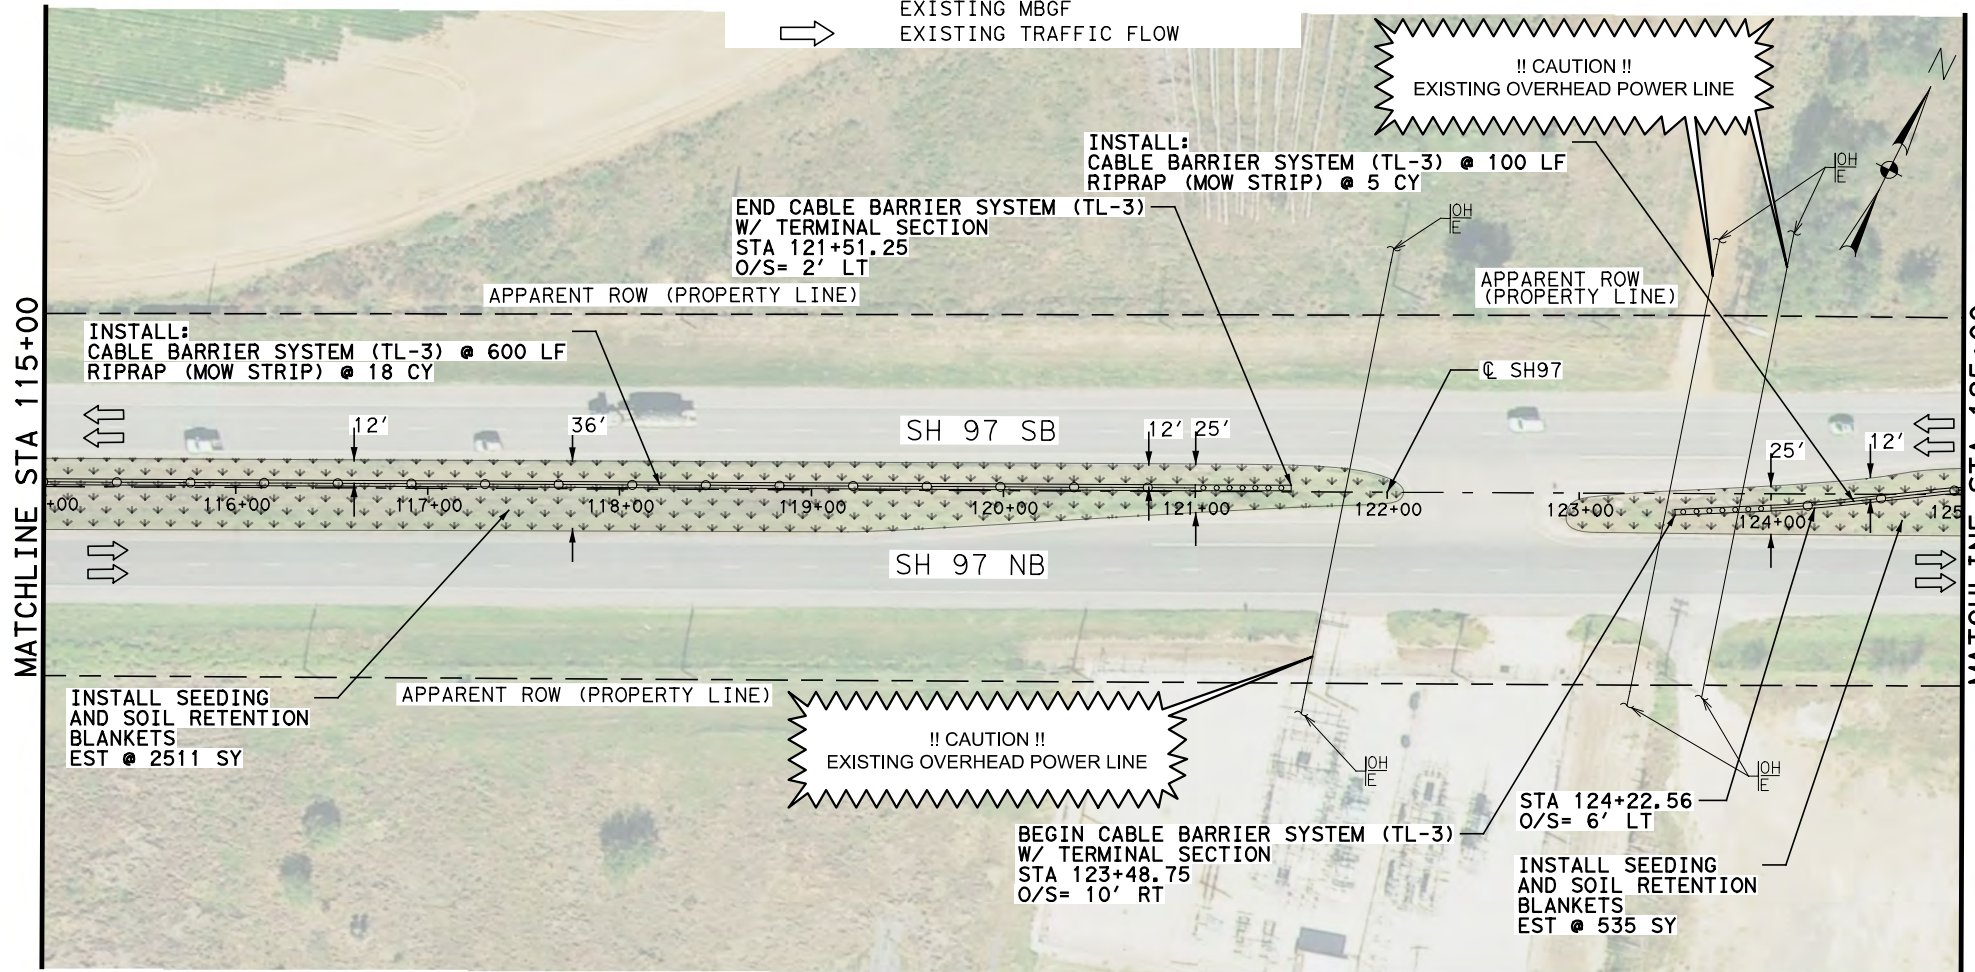 EXISTING MBGF
EXISTING TRAFFIC FLOW
!! CAUTION !!
EXISTING OVERHEAD POWER LINE
N
INSTALL:
CABLE BARRIER SYSTEM (TL-3) @ 100 LF
RIPRAP (MOW STRIP) @ 5 CY
OH
E
END CABLE BARRIER SYSTEM (TL-3)
W/ TERMINAL SECTION
STA 121+51.25
O/S= 2' LT
OH
E
APPARENT ROW (PROPERTY LINE)
APPARENT ROW
(PROPERTY LINE)
MATCHLINE STA 115+00
INSTALL:
CABLE BARRIER SYSTEM (TL-3) @ 600 LF
RIPRAP (MOW STRIP) @ 18 CY
℄ SH97
12'
36'
SH 97 SB
12'
25'
25'
12'
+00
116+00
117+00
118+00
119+00
120+00
121+00
122+00
123+00
124+00
125
SH 97 NB
INSTALL SEEDING
AND SOIL RETENTION
BLANKETS
EST @ 2511 SY
APPARENT ROW (PROPERTY LINE)
!! CAUTION !!
EXISTING OVERHEAD POWER LINE
OH
E
OH
E
STA 124+22.56
O/S= 6' LT
BEGIN CABLE BARRIER SYSTEM (TL-3)
W/ TERMINAL SECTION
STA 123+48.75
O/S= 10' RT
INSTALL SEEDING
AND SOIL RETENTION
BLANKETS
EST @ 535 SY